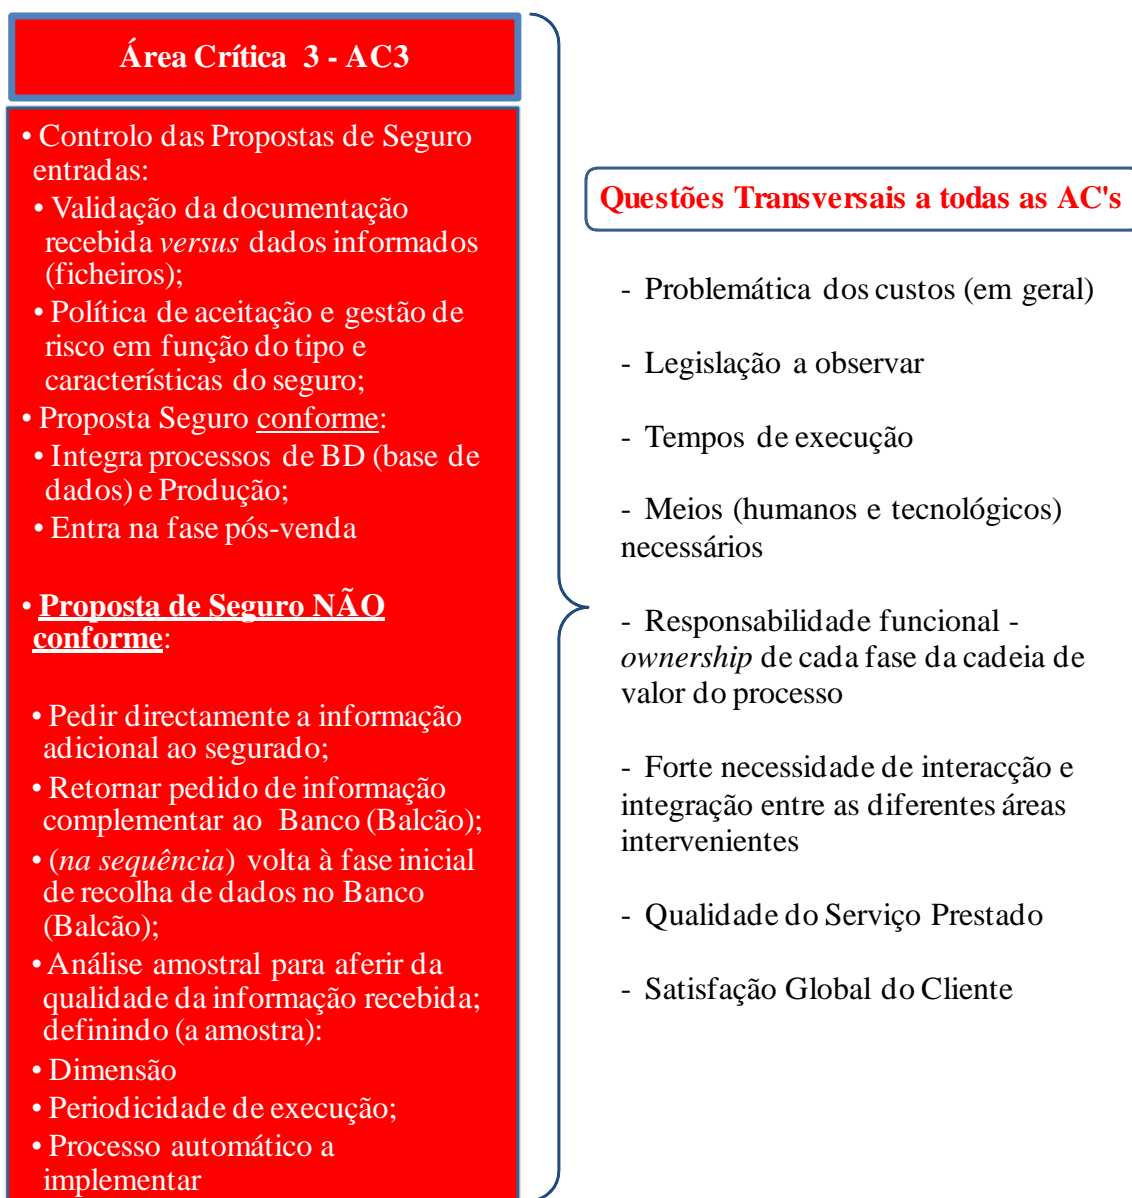 Área Crítica 3 - AC3
• Controlo das Propostas de Seguro
entradas:
• Validação da documentação
recebida versus dados informados
(ficheiros);
• Política de aceitação e gestão de
risco em função do tipo e
características do seguro;
• Proposta Seguro conforme:
• Integra processos de BD (base de
dados) e Produção;
• Entra na fase pós-venda
• Proposta de Seguro NÃO
conforme:
• Pedir directamente a informação
adicional ao segurado;
• Retornar pedido de informação
complementar ao Banco (Balcão);
• (na sequência) volta à fase inicial
de recolha de dados no Banco
(Balcão);
• Análise amostral para aferir da
qualidade da informação recebida;
definindo (a amostra):
• Dimensão
• Periodicidade de execução;
• Processo automático a
implementar
Questões Transversais a todas as AC's
- Problemática dos custos (em geral)
- Legislação a observar
- Tempos de execução
- Meios (humanos e tecnológicos)
necessários
- Responsabilidade funcional -
ownership de cada fase da cadeia de
valor do processo
- Forte necessidade de interacção e
integração entre as diferentes áreas
intervenientes
- Qualidade do Serviço Prestado
- Satisfação Global do Cliente